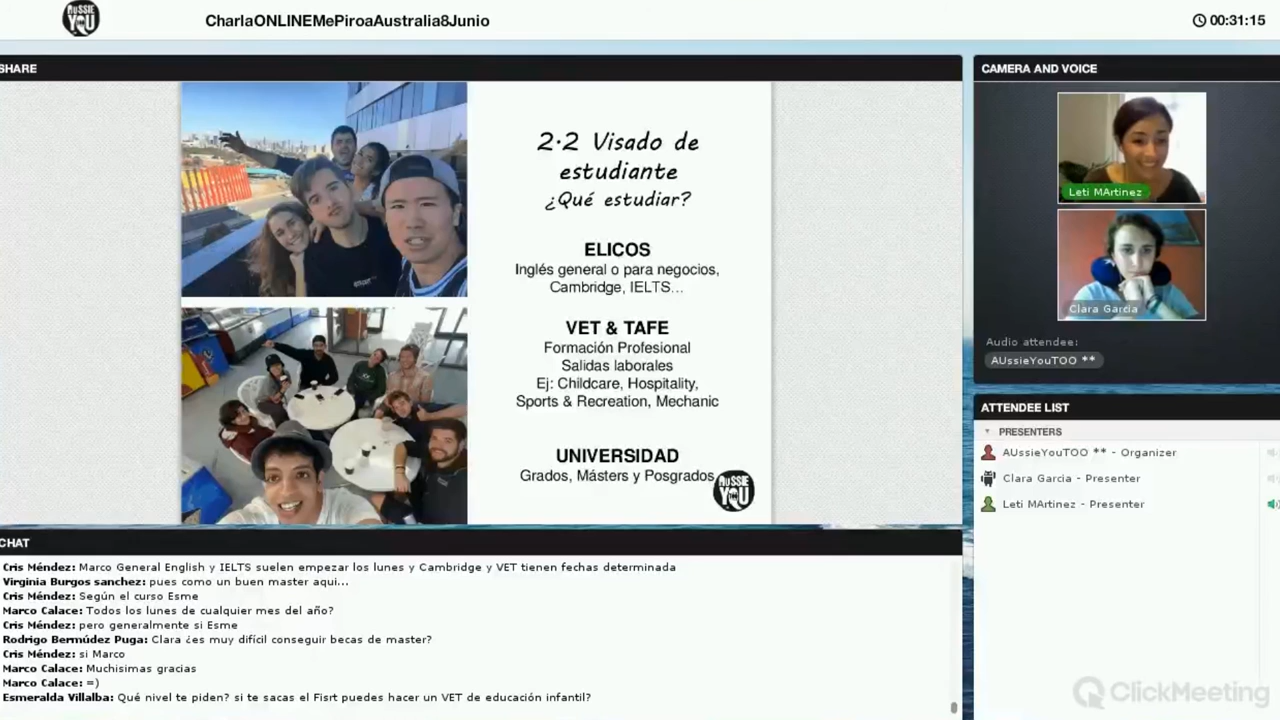 AUSSIE
YOU
TOO
CharlaONLINEMePiroaAustralia8Junio
00:31:15
SHARE
2.2 Visado de
estudiante
¿Qué estudiar?
ELICOS
Inglés general o para negocios,
Cambridge, IELTS...
VET & TAFE
Formación Profesional
Salidas laborales
Ej: Childcare, Hospitality,
Sports & Recreation, Mechanic
UNIVERSIDAD
Grados, Másters y Posgrados
AUSSIE
YOU
TOO
CHAT
Cris Méndez: Marco General English y IELTS suelen empezar los lunes y Cambridge y VET tienen fechas determinada
Virginia Burgos sanchez: pues como un buen master aqui...
Cris Méndez: Según el curso Esme
Marco Calace: Todos los lunes de cualquier mes del año?
Cris Méndez: pero generalmente si Esme
Rodrigo Bermúdez Puga: Clara ¿es muy difícil conseguir becas de master?
Cris Méndez: si Marco
Marco Calace: Muchisimas gracias
Marco Calace: =)
Esmeralda Villalba: Qué nivel te piden? si te sacas el Fisrt puedes hacer un VET de educación infantil?
CAMERA AND VOICE
Leti MArtinez
Clara Garcia
Audio attendee:
AUssieYouTOO **
ATTENDEE LIST
PRESENTERS
AUssieYouTOO ** - Organizer
Clara Garcia - Presenter
Leti MArtinez - Presenter
ClickMeeting